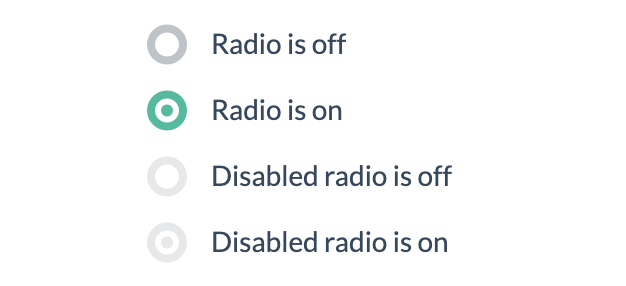 Radio is off
Radio is on
Disabled radio is off
Disabled radio is on